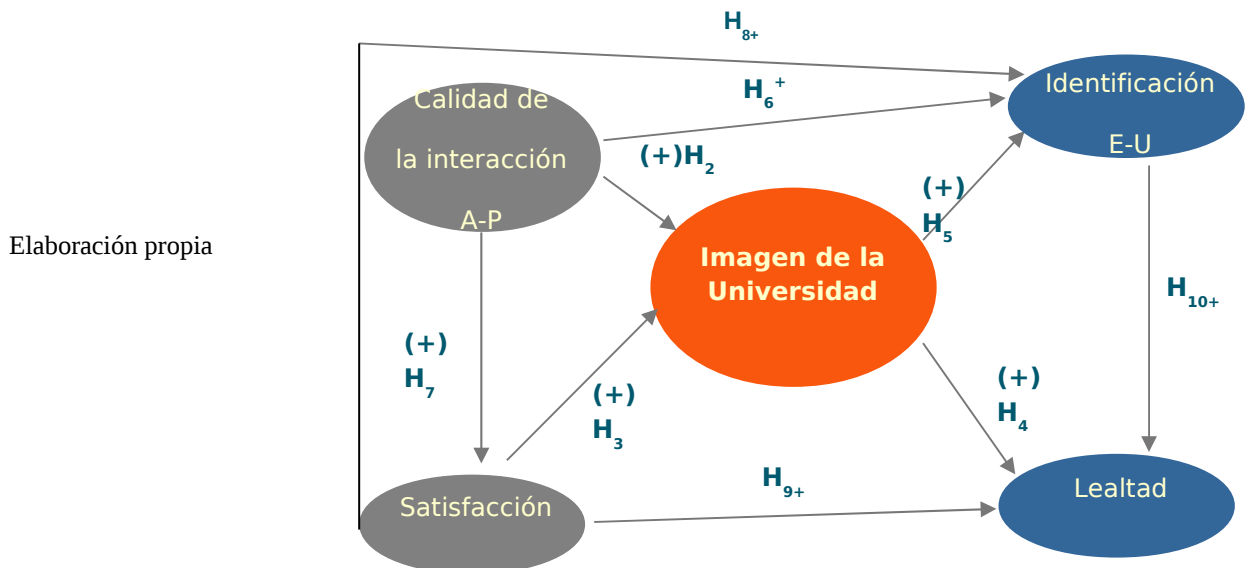 H8+
Calidad de
la interacción
A-P
H6+
(+)H2
Identificación
E-U
(+)
H5
Elaboración propia
Imagen de la
Universidad
H10+
(+)
H7
(+)
H3
(+)
H4
Satisfacción
H9+
Lealtad